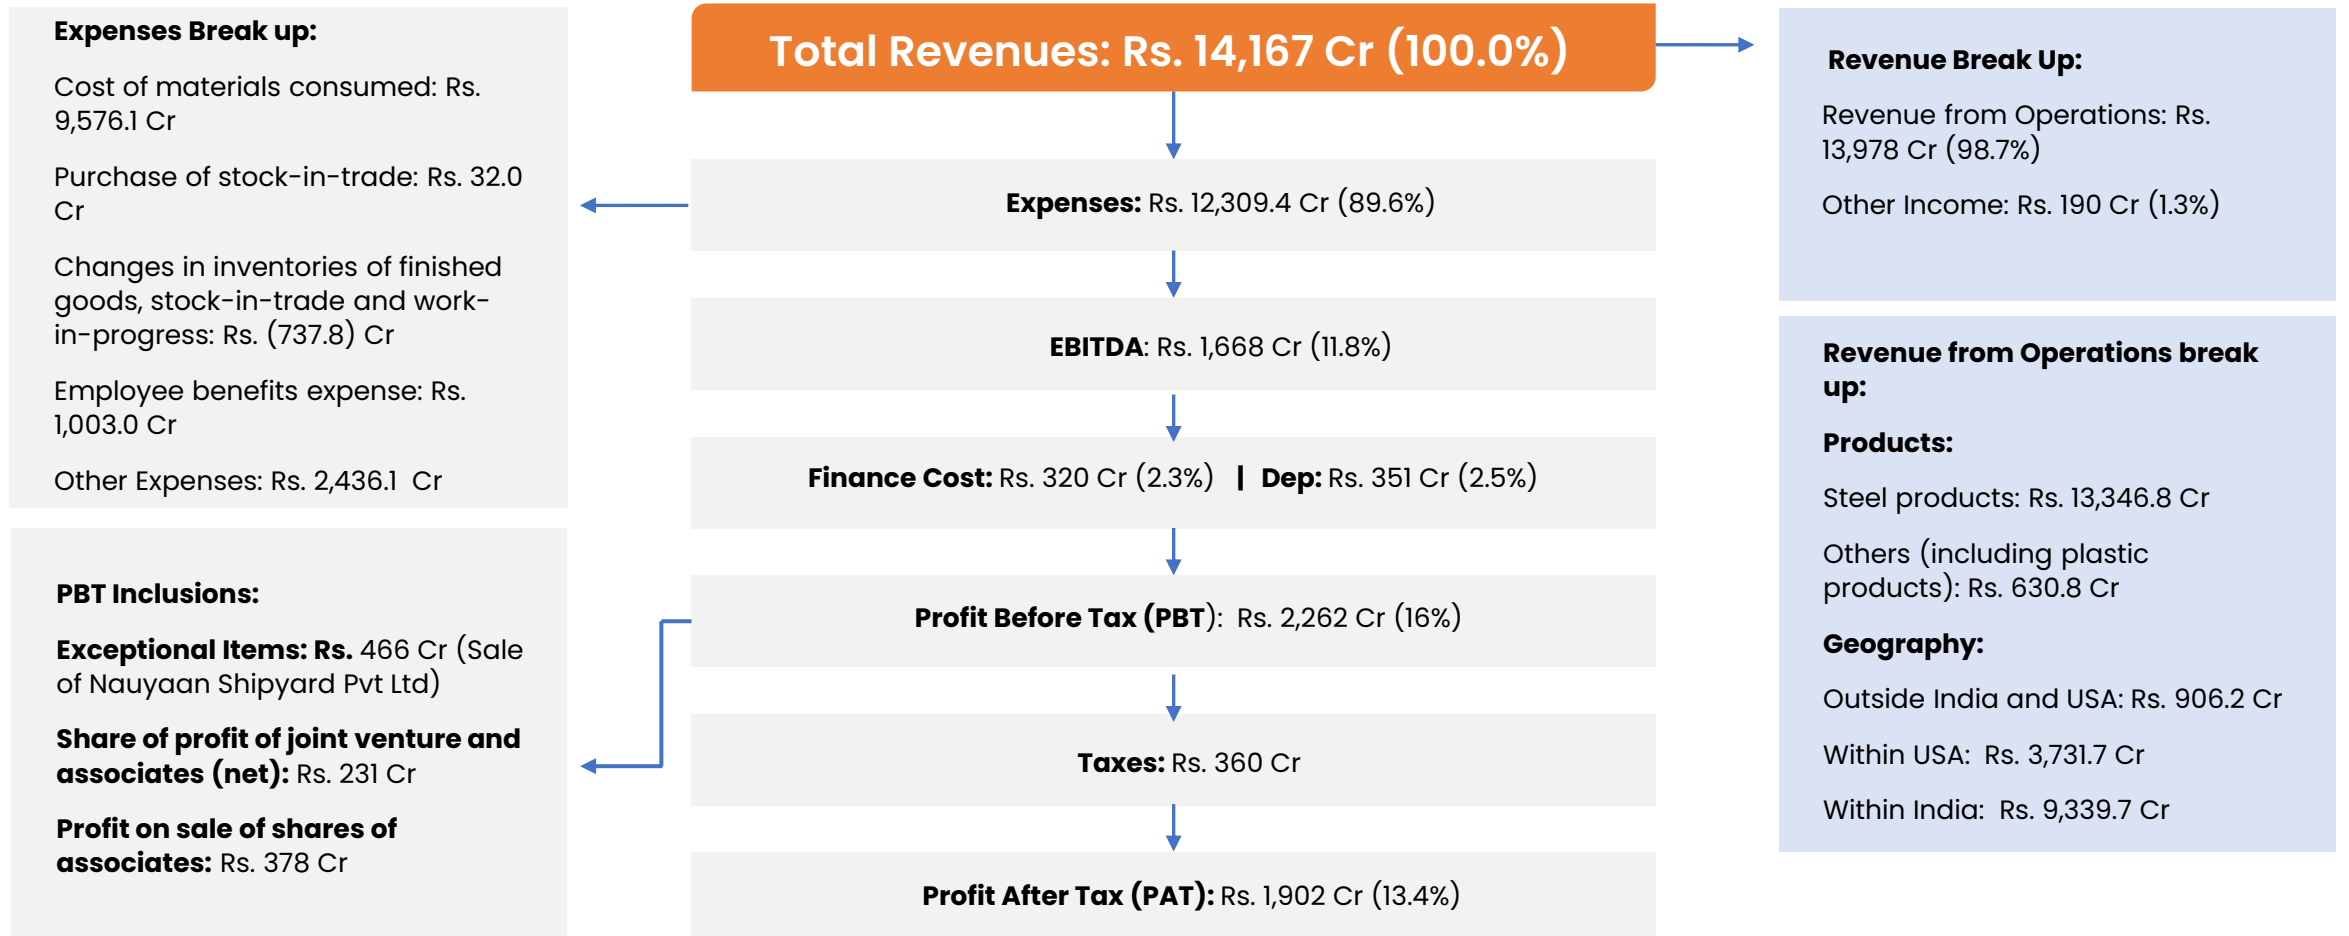 Expenses Break up:
Cost of materials consumed: Rs.
9,576.1 Cr
Purchase of stock-in-trade: Rs. 32.0
Cr
Changes in inventories of finished
goods, stock-in-trade and work-
in-progress: Rs. (737.8) Cr
Employee benefits expense: Rs.
1,003.0 Cr
Other Expenses: Rs. 2,436.1 Cr
PBT Inclusions:
Exceptional Items: Rs. 466 Cr (Sale
of Nauyaan Shipyard Pvt Ltd)
Share of profit of joint venture and
associates (net): Rs. 231 Cr
Profit on sale of shares of
associates: Rs. 378 Cr
Total Revenues: Rs. 14,167 Cr (100.0%)
Expenses: Rs. 12,309.4 Cr (89.6%)
EBITDA: Rs. 1,668 Cr (11.8%)
Finance Cost: Rs. 320 Cr (2.3%) | Dep: Rs. 351 Cr (2.5%)
Profit Before Tax (PBT): Rs. 2,262 Cr (16%)
Taxes: Rs. 360 Cr
Profit After Tax (PAT): Rs. 1,902 Cr (13.4%)
Revenue Break Up:
Revenue from Operations: Rs.
13,978 Cr (98.7%)
Other Income: Rs. 190 Cr (1.3%)
Revenue from Operations break
up:
Products:
Steel products: Rs. 13,346.8 Cr
Others (including plastic
products): Rs. 630.8 Cr
Geography:
Outside India and USA: Rs. 906.2 Cr
Within USA: Rs. 3,731.7 Cr
Within India: Rs. 9,339.7 Cr